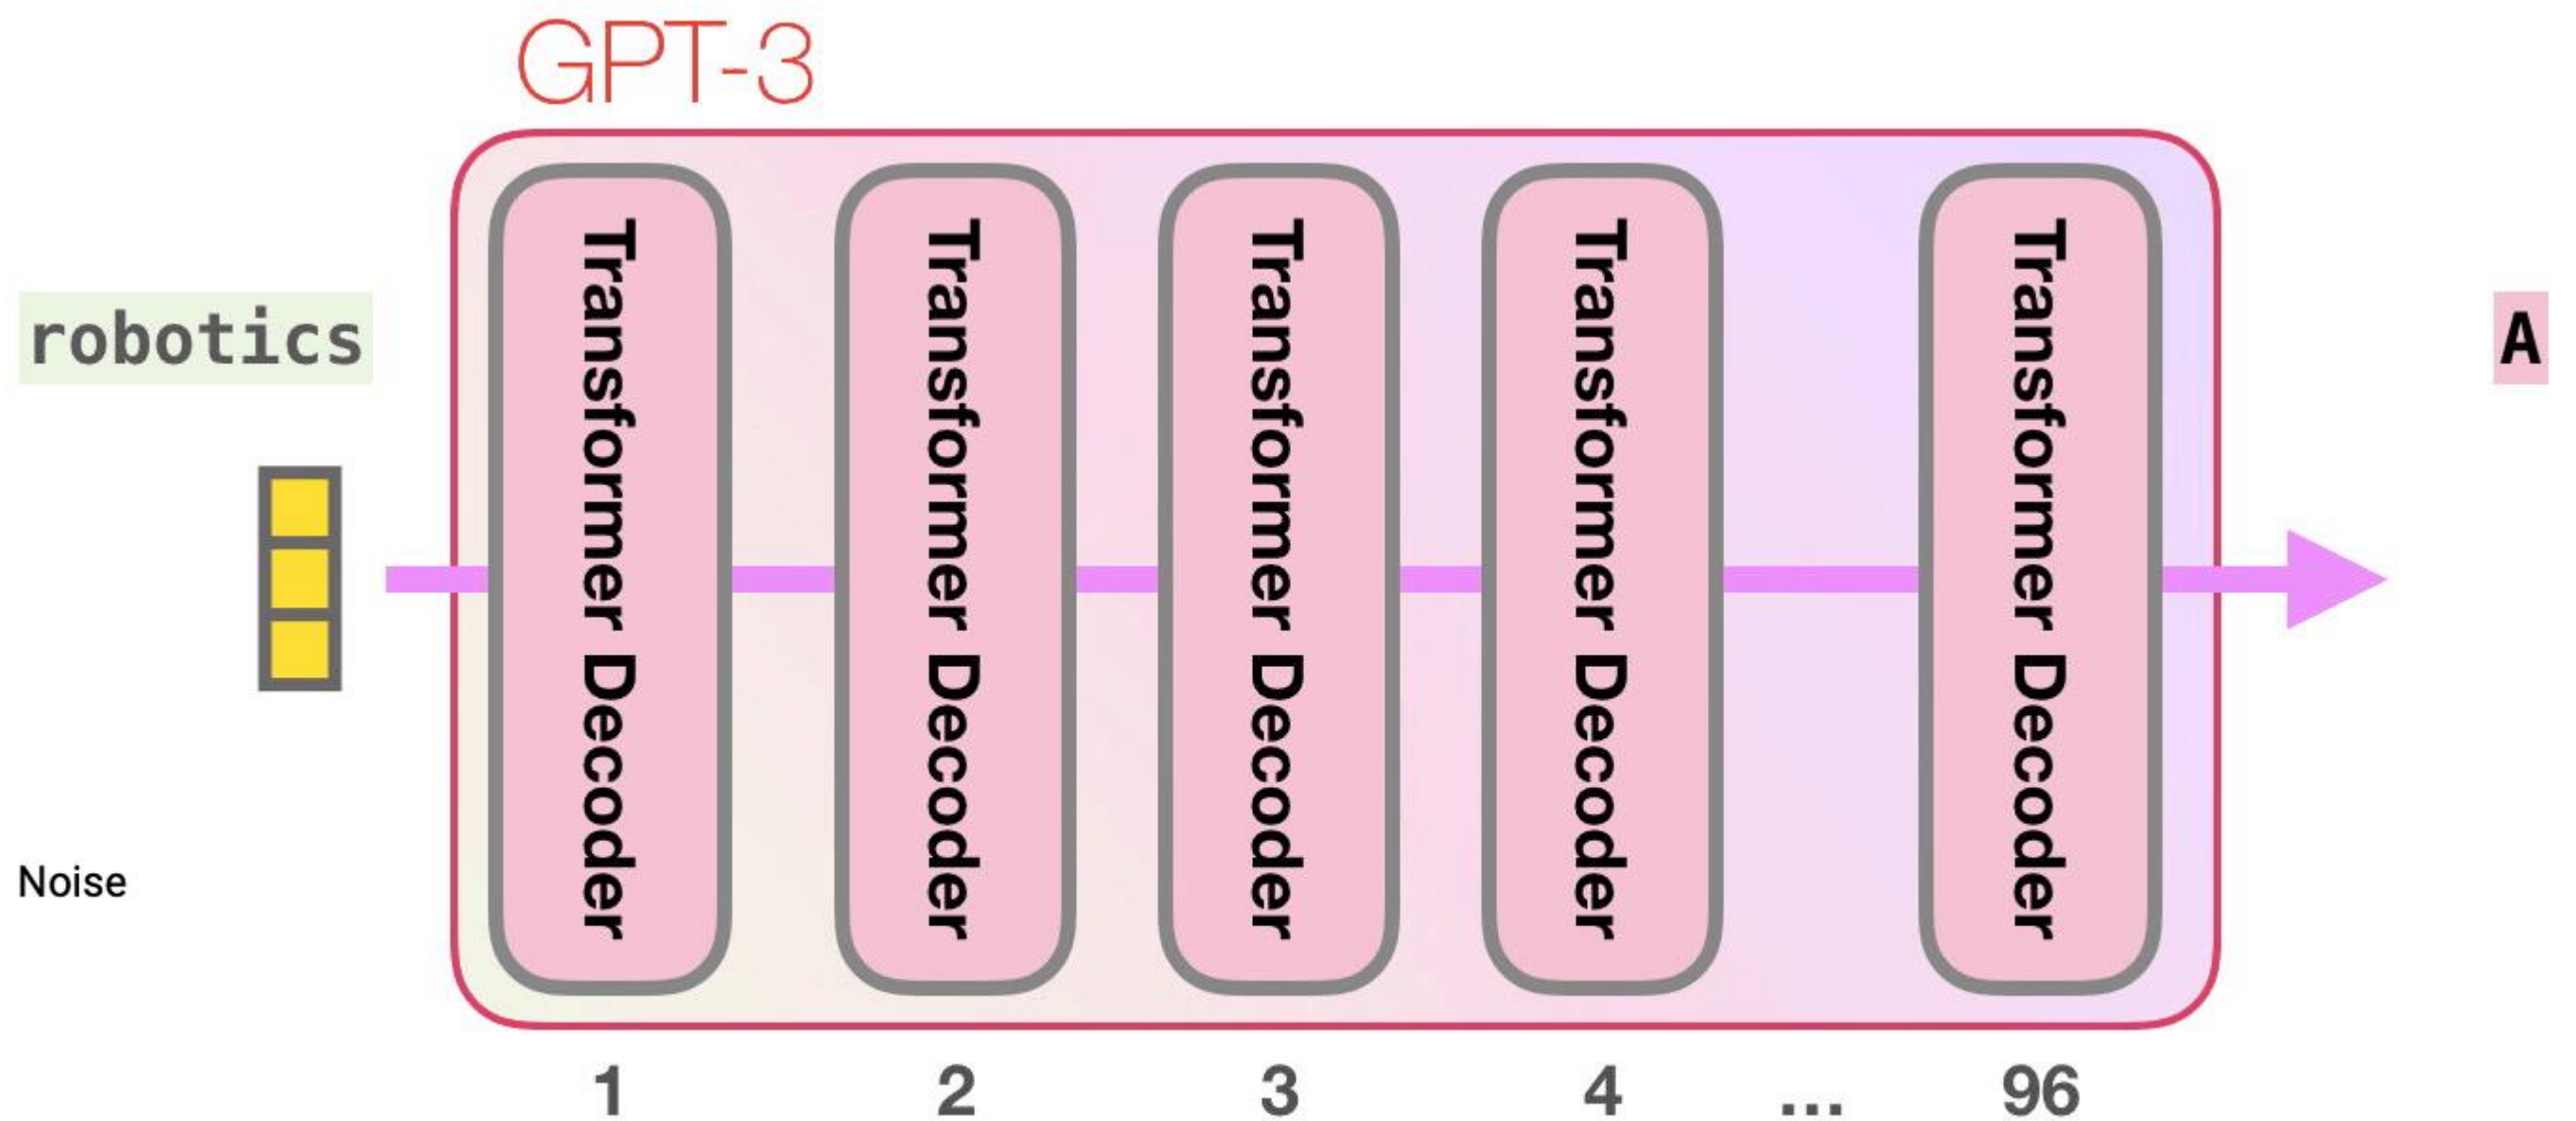 GPT-3
robotics
Transformer Decoder
Transformer Decoder
Transformer Decoder
Transformer Decoder
Transformer Decoder
A
Noise
1 2 3 4 ... 96